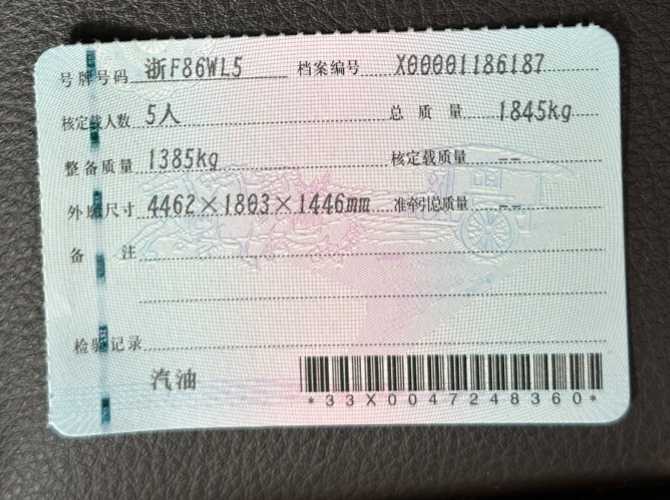 号牌号码 浙F86WL5 档案编号 X00001186187
核定载人数 5人 总质量 1845kg
整备质量 1385kg 核定载质量 --
外廓尺寸 4462×1803×1446mm 准牵引总质量 --
备注
检验记录
汽油
*33X0047248360*